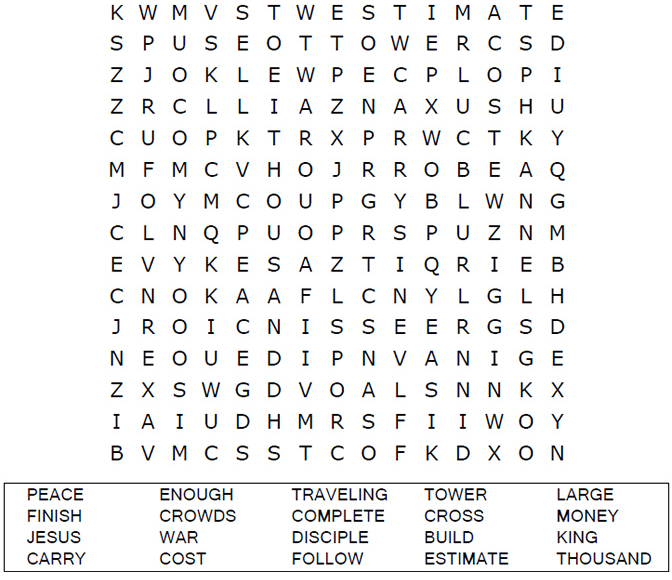 K W M V S T W E S T I M A T E
S P U S E O T T O W E R C S D
Z J O K L E W P E C P L O P I
Z R C L L I A Z N A X U S H U
C U O P K T R X P R W C T K Y
M F M C V H O J R R O B E A Q
J O Y M C O U P G Y B L W N G
C L N Q P U O P R S P U Z N M
E V Y K E S A Z T I Q R I E B
C N O K A A F L C N Y L G L H
J R O I C N I S S E E R G S D
N E O U E D I P N V A N I G E
Z X S W G D V O A L S N N K X
I A I U D H M R S F I I W O Y
B V M C S S T C O F K D X O N
PEACE ENOUGH TRAVELING TOWER LARGE
FINISH CROWDS COMPLETE CROSS MONEY
JESUS WAR DISCIPLE BUILD KING
CARRY COST FOLLOW ESTIMATE THOUSAND